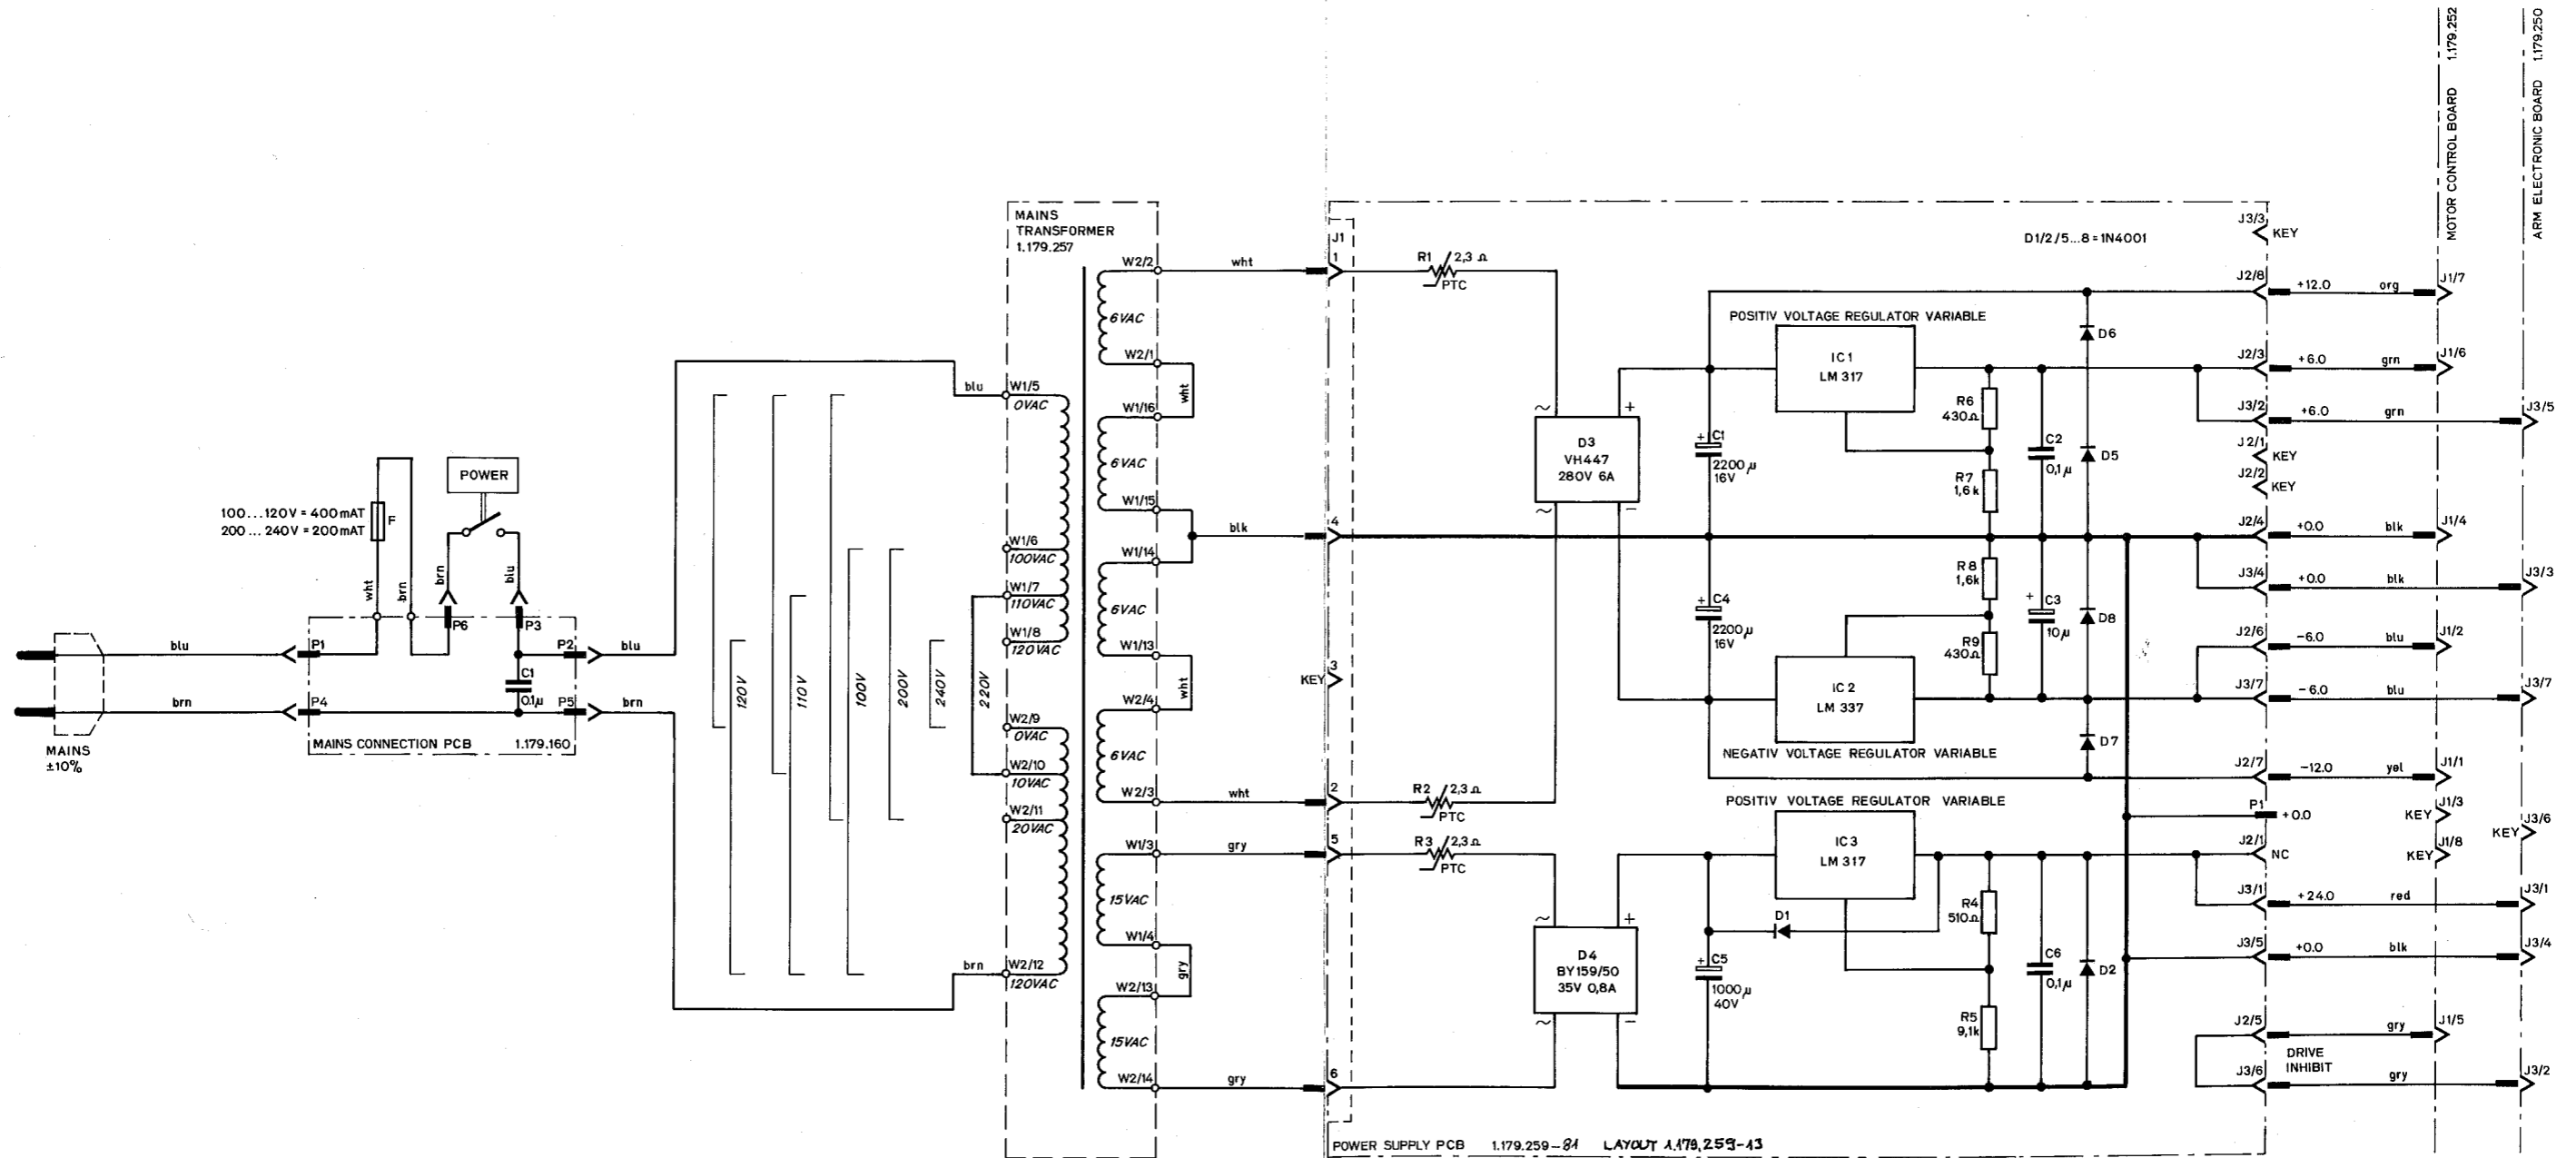 MOTOR CONTROL BOARD 1.179.252
ARM ELECTRONIC BOARD 1.179.250
MAINS
TRANSFORMER
1.179.257
J1
D1/2/5...8=1N4001
J3/3
KEY
W2/2
wht
1
R1
2,3 Ω
PTC
J2/8
+12.0
org
J1/7
6VAC
POSITIV VOLTAGE REGULATOR VARIABLE
D6
W2/1
IC1
LM 317
J2/3
+6.0
grn
J1/6
blu
W1/5
0VAC
wht
W1/16
R6
430Ω
J3/2
+6.0
grn
J3/5
D3
VH447
280V 6A
~
+
~
−
+
C1
2200µ
16V
C2
0,1µ
D5
J2/1
KEY
J2/2
KEY
6VAC
R7
1,6k
POWER
100...120V=400mAT
200...240V=200mAT
F
W1/15
blk
4
J2/4
+0.0
blk
J1/4
W1/6
100VAC
W1/14
R8
1,6k
J3/4
+0.0
blk
J3/3
W1/7
110VAC
6VAC
+
C4
2200µ
16V
+
C3
10µ
D8
wht
brn
brn
blu
P6
P3
W1/8
120VAC
W1/13
R9
430Ω
J2/6
−6.0
blu
J1/2
blu
P1
P2
blu
C1
0.1µ
120V
110V
100V
200V
240V
220V
3
KEY
wht
IC2
LM 337
J3/7
−6.0
blu
J3/7
brn
P4
P5
brn
W2/4
W2/9
0VAC
MAINS
±10%
MAINS CONNECTION PCB 1.179.160
6VAC
NEGATIV VOLTAGE REGULATOR VARIABLE
D7
W2/10
10VAC
J2/7
−12.0
yel
J1/1
W2/3
wht
2
R2
2,3 Ω
PTC
POSITIV VOLTAGE REGULATOR VARIABLE
P1
+0.0
J1/3
KEY
J3/6
KEY
W2/11
20VAC
W1/3
gry
5
R3
2,3Ω
PTC
IC3
LM 317
J2/1
NC
J1/8
KEY
15VAC
R4
510Ω
J3/1
+24.0
red
J3/1
D1
W1/4
~
+
D4
BY159/50
35V 0,8A
~
−
J3/5
+0.0
blk
J3/4
brn
W2/12
120VAC
gry
+
C5
1000µ
40V
C6
0,1µ
D2
W2/13
R5
9,1k
J2/5
gry
J1/5
15VAC
DRIVE
INHIBIT
W2/14
gry
6
J3/6
gry
J3/2
POWER SUPPLY PCB 1.179.259-81 LAYOUT 1.179.259-13